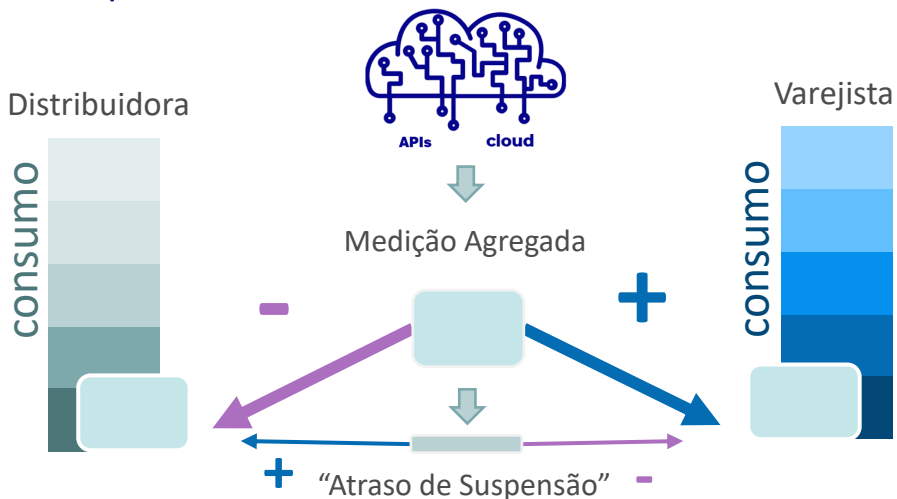 APIs cloud
Distribuidora
Varejista
consumo
consumo
Medição Agregada
-
+
+
“Atraso de Suspensão”
-